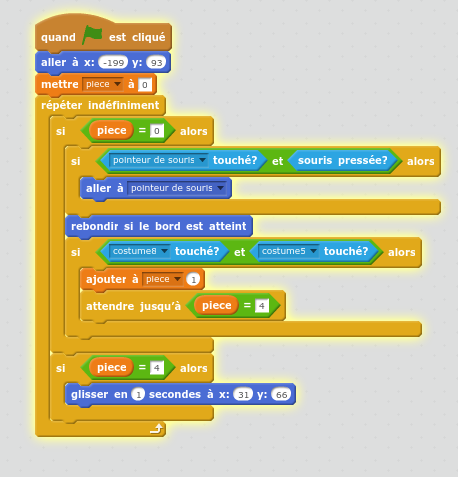 quand est cliqué
aller à x: -199 y: 93
mettre piece à 0
répéter indéfiniment
si piece = 0 alors
si pointeur de souris touché? et souris pressée? alors
aller à pointeur de souris
rebondir si le bord est atteint
si costume8 touché? et costume5 touché? alors
ajouter à piece 1
attendre jusqu'à piece = 4
si piece = 4 alors
glisser en 1 secondes à x: 31 y: 66